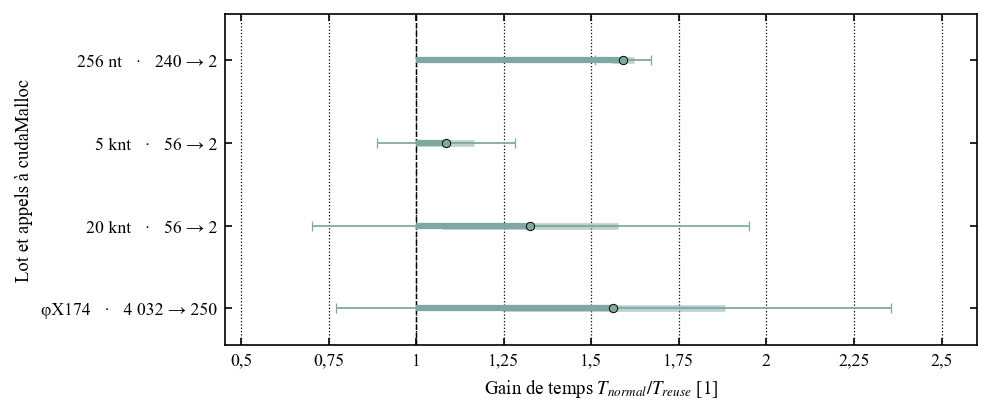 Lot et appels à cudaMalloc
256 nt · 240 → 2
5 knt · 56 → 2
20 knt · 56 → 2
φX174 · 4 032 → 250
0,5 0,75 1 1,25 1,5 1,75 2 2,25 2,5
Gain de temps Tnormal/Treuse [1]